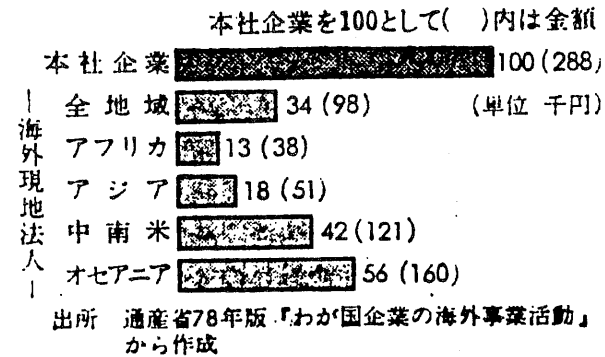 本社企業を100として( )内は金額
本社企業 100(288)
全地域 34(98) (単位 千円)
アフリカ 13(38)
アジア 18(51)
中南米 42(121)
オセアニア 56(160)
―海外現地法人―
出所 通産省78年版『わが国企業の海外事業活動』
から作成